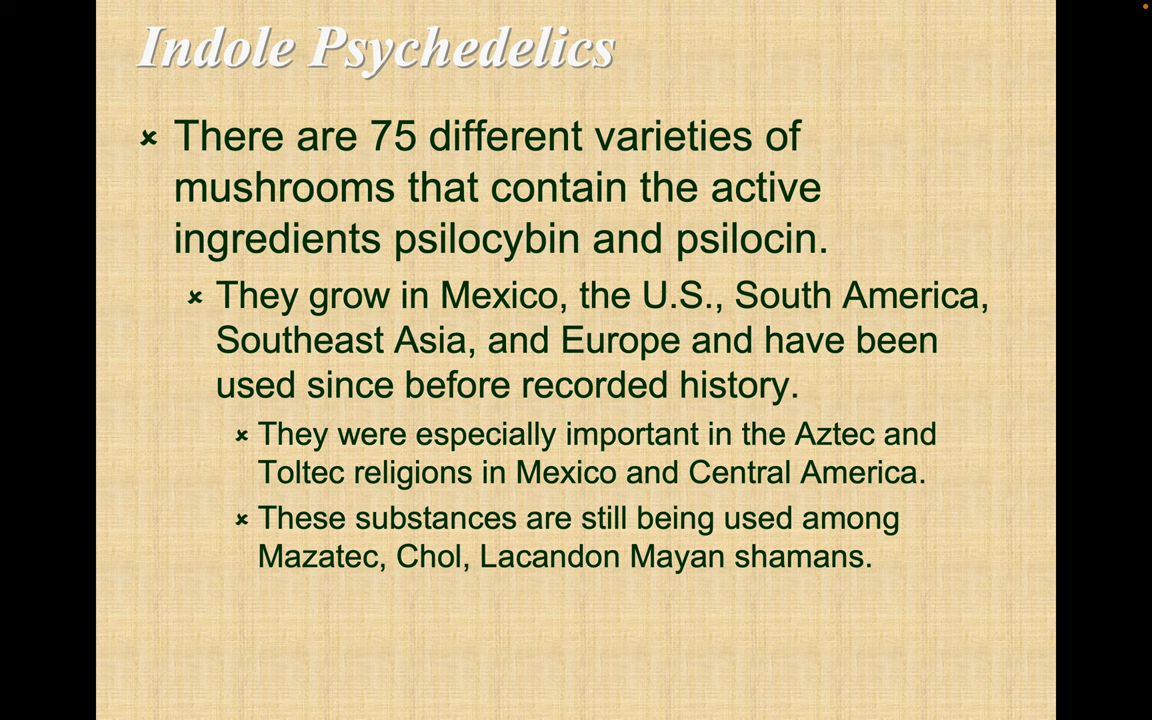 Indole Psychedelics
There are 75 different varieties of
mushrooms that contain the active
ingredients psilocybin and psilocin.
They grow in Mexico, the U.S., South America,
Southeast Asia, and Europe and have been
used since before recorded history.
They were especially important in the Aztec and
Toltec religions in Mexico and Central America.
These substances are still being used among
Mazatec, Chol, Lacandon Mayan shamans.